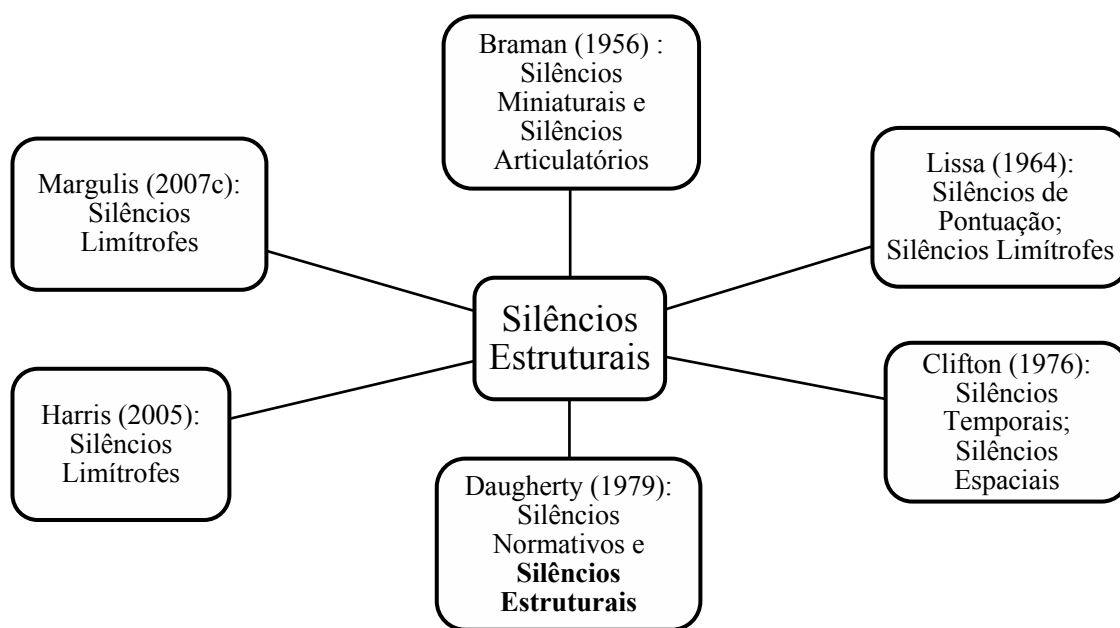 Braman (1956) :
Silêncios
Miniaturais e
Silêncios
Articulatórios
Lissa (1964):
Silêncios de
Pontuação;
Silêncios Limítrofes
Margulis (2007c):
Silêncios
Limítrofes
Silêncios
Estruturais
Clifton (1976):
Silêncios
Temporais;
Silêncios
Espaciais
Harris (2005):
Silêncios
Limítrofes
Daugherty (1979):
Silêncios
Normativos e
Silêncios
Estruturais